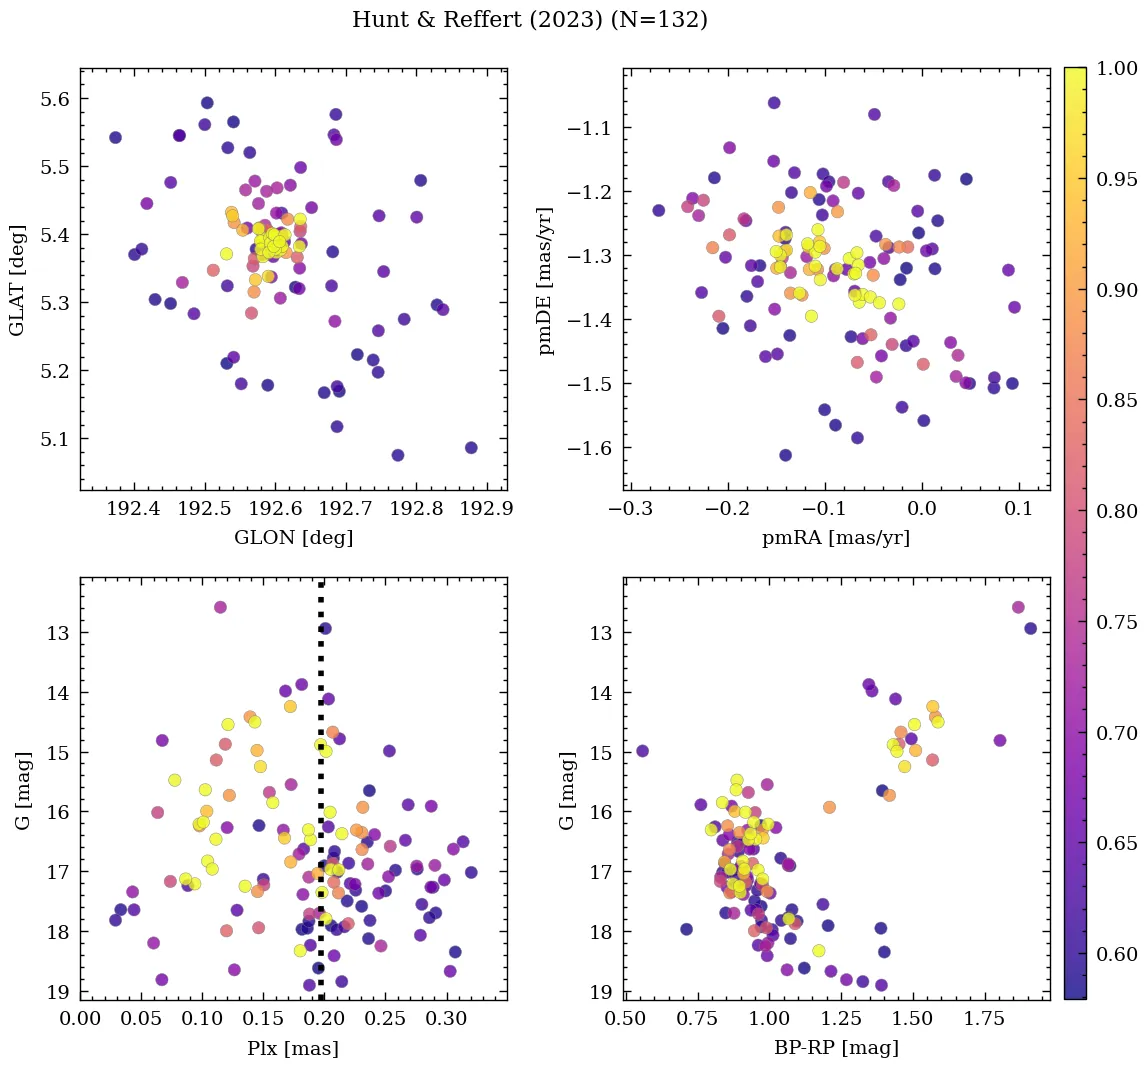 Hunt & Reffert (2023) (N=132)
5.6
5.5
5.4
5.3
5.2
5.1
GLAT [deg]
192.4 192.5 192.6 192.7 192.8 192.9
GLON [deg]
−1.1
−1.2
−1.3
−1.4
−1.5
−1.6
pmDE [mas/yr]
−0.3 −0.2 −0.1 0.0 0.1
pmRA [mas/yr]
13
14
15
16
17
18
19
G [mag]
0.00 0.05 0.10 0.15 0.20 0.25 0.30
Plx [mas]
13
14
15
16
17
18
19
G [mag]
0.50 0.75 1.00 1.25 1.50 1.75
BP-RP [mag]
1.00
0.95
0.90
0.85
0.80
0.75
0.70
0.65
0.60